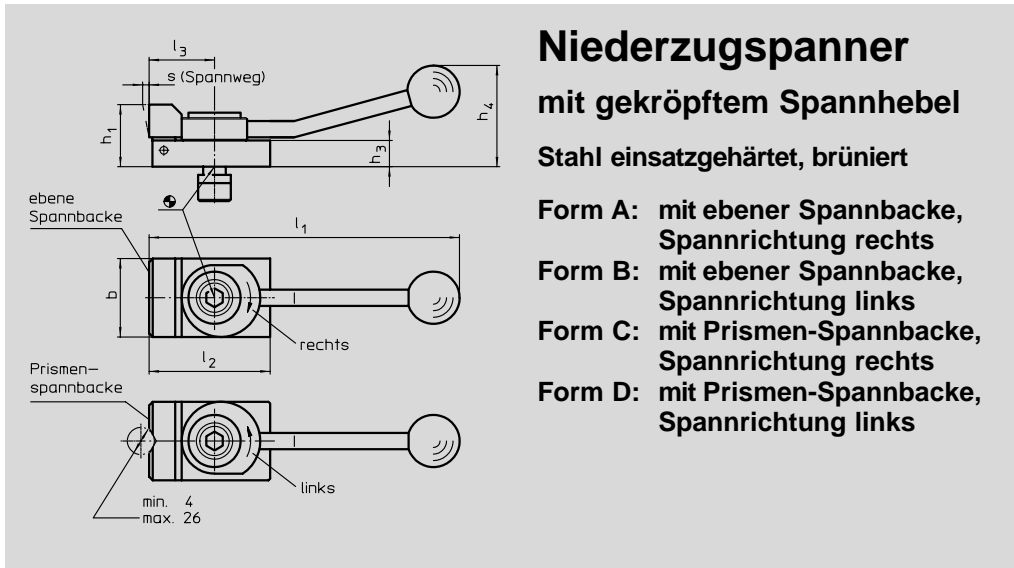 l3
s (Spannweg)
h1
h3
h4
ebene
Spannbacke
l1
b
rechts
l2
Prismen–
spannbacke
links
min. 4
max. 26
Niederzugspanner
mit gekröpftem Spannhebel
Stahl einsatzgehärtet, brüniert
Form A: mit ebener Spannbacke,
Spannrichtung rechts
Form B: mit ebener Spannbacke,
Spannrichtung links
Form C: mit Prismen-Spannbacke,
Spannrichtung rechts
Form D: mit Prismen-Spannbacke,
Spannrichtung links